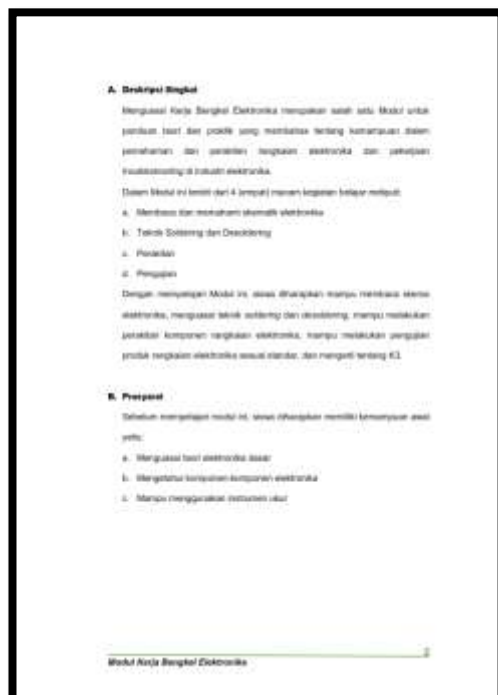 A. Deskripsi Singkat
Menguasai Kerja Bengkel Elektronika merupakan salah satu Modul untuk
panduan teori dan praktik yang membahas tentang kemampuan dalam
pemahaman dan perakitan rangkaian elektronika dan pekerjaan
troubleshooting di industri elektronika.
Dalam Modul ini terdiri dari 4 (empat) macam kegiatan belajar meliputi:
a. Membaca dan memahami skematik elektronika
b. Teknik Soldering dan Desoldering
c. Perakitan
d. Pengujian
Dengan mempelajari Modul ini, siswa diharapkan mampu membaca skema
elektronika, menguasai teknik soldering dan desoldering, mampu melakukan
perakitan komponen rangkaian elektronika, mampu melakukan pengujian
produk rangkaian elektronika sesuai standar, dan mengerti tentang K3.
B. Prasyarat
Sebelum mempelajari modul ini, siswa diharapkan memiliki kemampuan awal
yaitu:
a. Menguasai teori elektronika dasar
b. Mengetahui komponen-komponen elektronika
c. Mampu menggunakan instrumen ukur
2
Modul Kerja Bengkel Elektronika